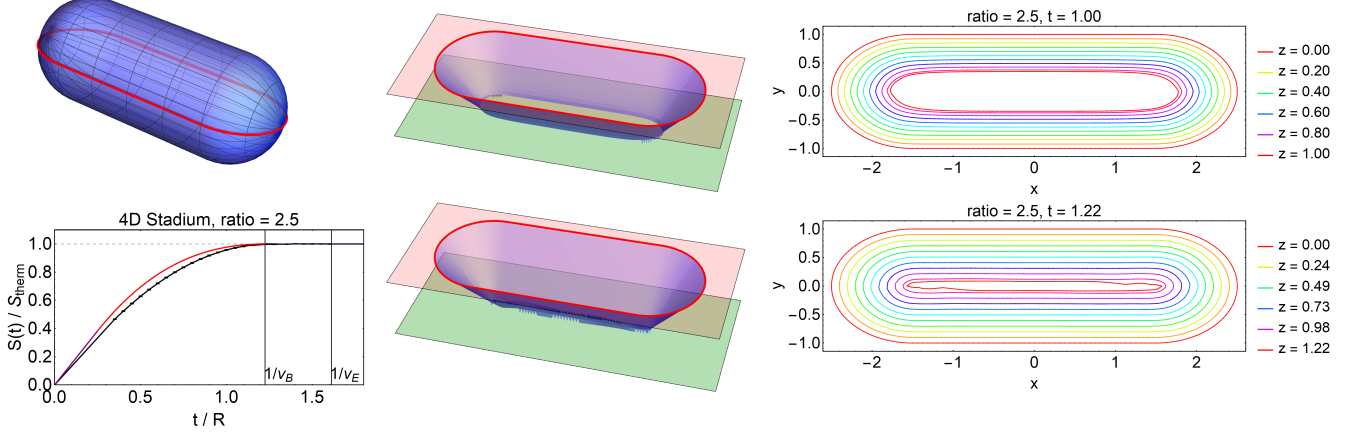 ratio = 2.5, t = 1.00
1.0
0.5
0.0
−0.5
−1.0
y
−2
−1
0
1
2
x
z = 0.00
z = 0.20
z = 0.40
z = 0.60
z = 0.80
z = 1.00
4D Stadium, ratio = 2.5
S(t) / S_therm
1.0
0.8
0.6
0.4
0.2
0.0
0.0
0.5
1.0
1.5
1/v_B
1/v_E
t / R
ratio = 2.5, t = 1.22
1.0
0.5
0.0
−0.5
−1.0
y
−2
−1
0
1
2
x
z = 0.00
z = 0.24
z = 0.49
z = 0.73
z = 0.98
z = 1.22